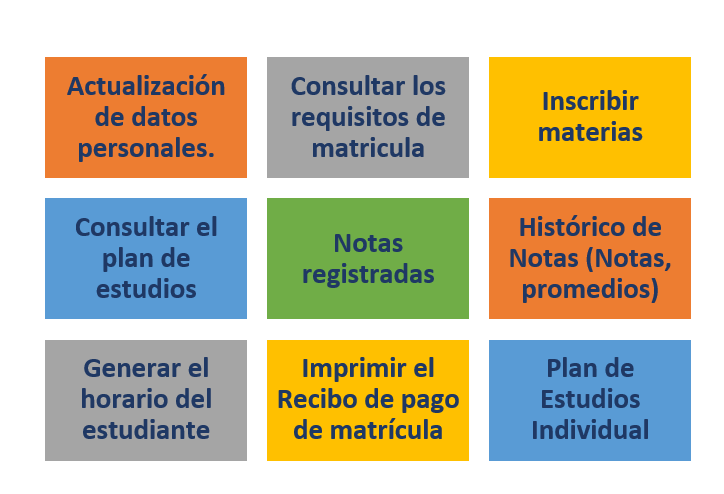 Actualización
de datos
personales.
Consultar los
requisitos de
matricula
Inscribir
materias
Consultar el
plan de
estudios
Notas
registradas
Histórico de
Notas (Notas,
promedios)
Generar el
horario del
estudiante
Imprimir el
Recibo de pago
de matrícula
Plan de
Estudios
Individual